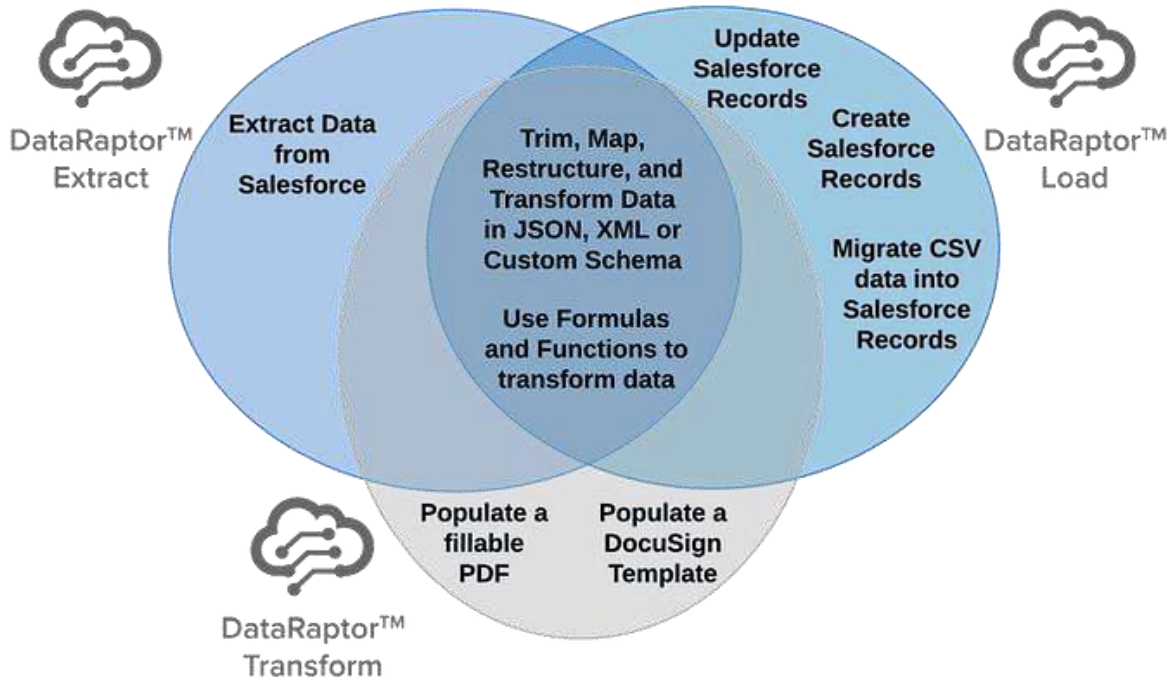 DataRaptor™
Extract
Extract Data
from
Salesforce
Trim, Map,
Restructure, and
Transform Data
in JSON, XML or
Custom Schema
Use Formulas
and Functions to
transform data
Update
Salesforce
Records
Create
Salesforce
Records
Migrate CSV
data into
Salesforce
Records
DataRaptor™
Load
Populate a
fillable
PDF
Populate a
DocuSign
Template
DataRaptor™
Transform